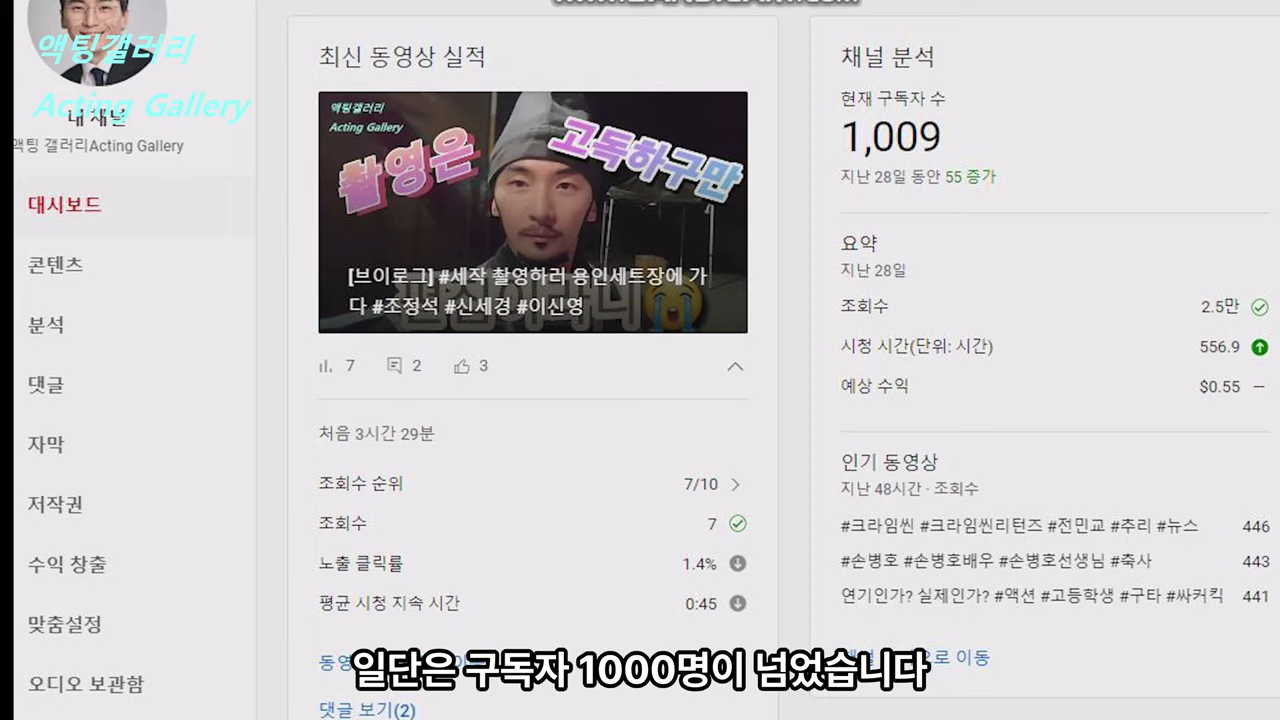 액팅갤러리
Acting Gallery
내 채널
액팅 갤러리Acting Gallery
대시보드
콘텐츠
분석
댓글
자막
저작권
수익 창출
맞춤설정
오디오 보관함
최신 동영상 실적
액팅갤러리
Acting Gallery
촬영은
고독하구만
[브이로그] #세작 촬영하러 용인세트장에 가
다 #조정석 #신세경 #이신영
7 2 3
처음 3시간 29분
조회수 순위 7/10
조회수 7
노출 클릭률 1.4%
평균 시청 지속 시간 0:45
댓글 보기(2)
채널 분석
현재 구독자 수
1,009
지난 28일 동안 55 증가
요약
지난 28일
조회수 2.5만
시청 시간(단위: 시간) 556.9
예상 수익 $0.55
인기 동영상
지난 48시간 · 조회수
#크라임씬 #크라임씬리턴즈 #전민교 #추리 #뉴스 446
#손병호 #손병호배우 #손병호선생님 #축사 443
연기인가? 실제인가? #액션 #고등학생 #구타 #싸커킥 441
이동
일단은 구독자 1000명이 넘었습니다